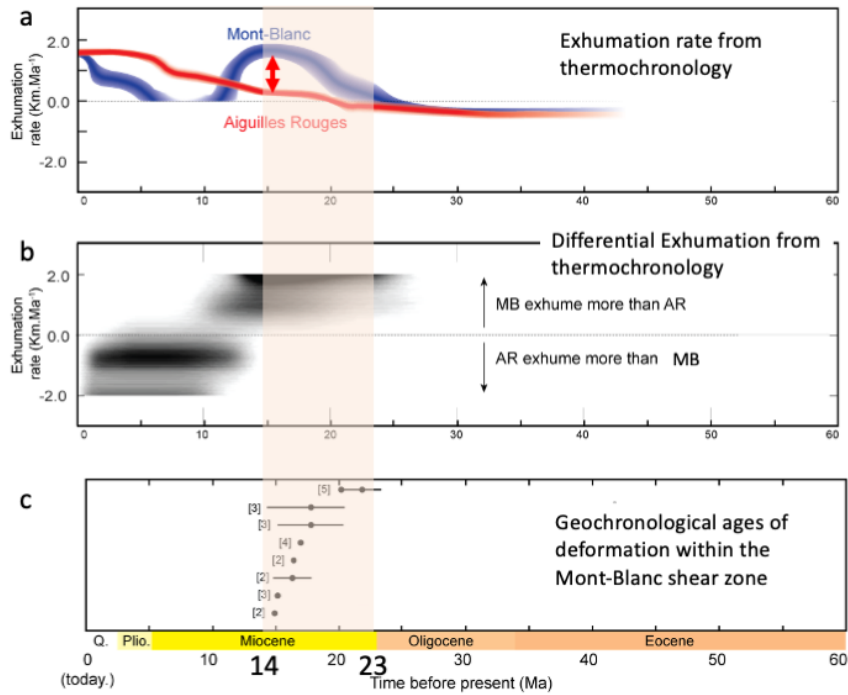 a
Exhumation
rate (Km.Ma⁻¹)
2.0
0.0
-2.0
Mont-Blanc
Aiguilles Rouges
Exhumation rate from
thermochronology
0 10 20 30 40 50 60
b
Differential Exhumation from
thermochronology
Exhumation
rate (Km.Ma⁻¹)
2.0
0.0
-2.0
MB exhume more than AR
AR exhume more than MB
0 10 20 30 40 50 60
c
[5]
[3]
[3]
[4]
[2]
[2]
[3]
[2]
Geochronological ages of
deformation within the
Mont-Blanc shear zone
Q. Plio. Miocene Oligocene Eocene
0 10 14 20 23 30 40 50 60
(today.) Time before present (Ma)